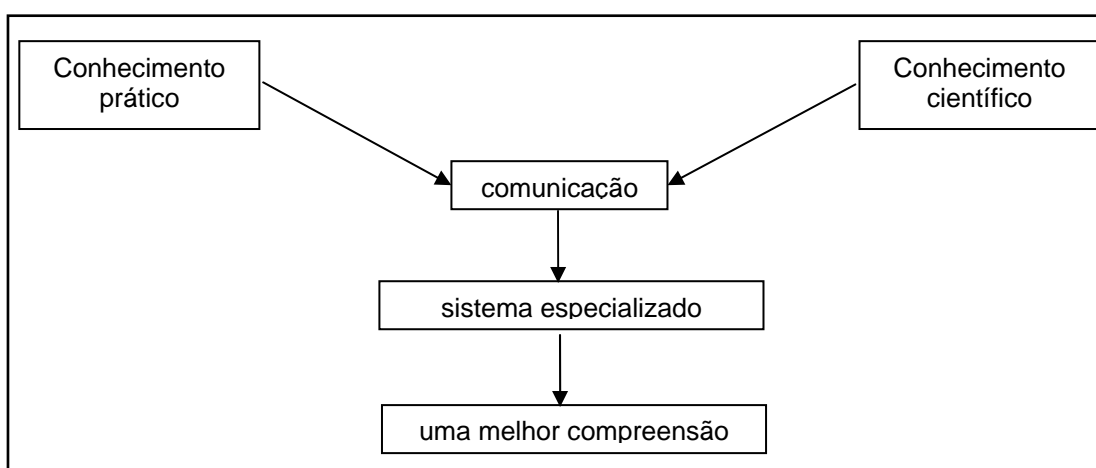 Conhecimento
prático
Conhecimento
científico
comunicação
sistema especializado
uma melhor compreensão